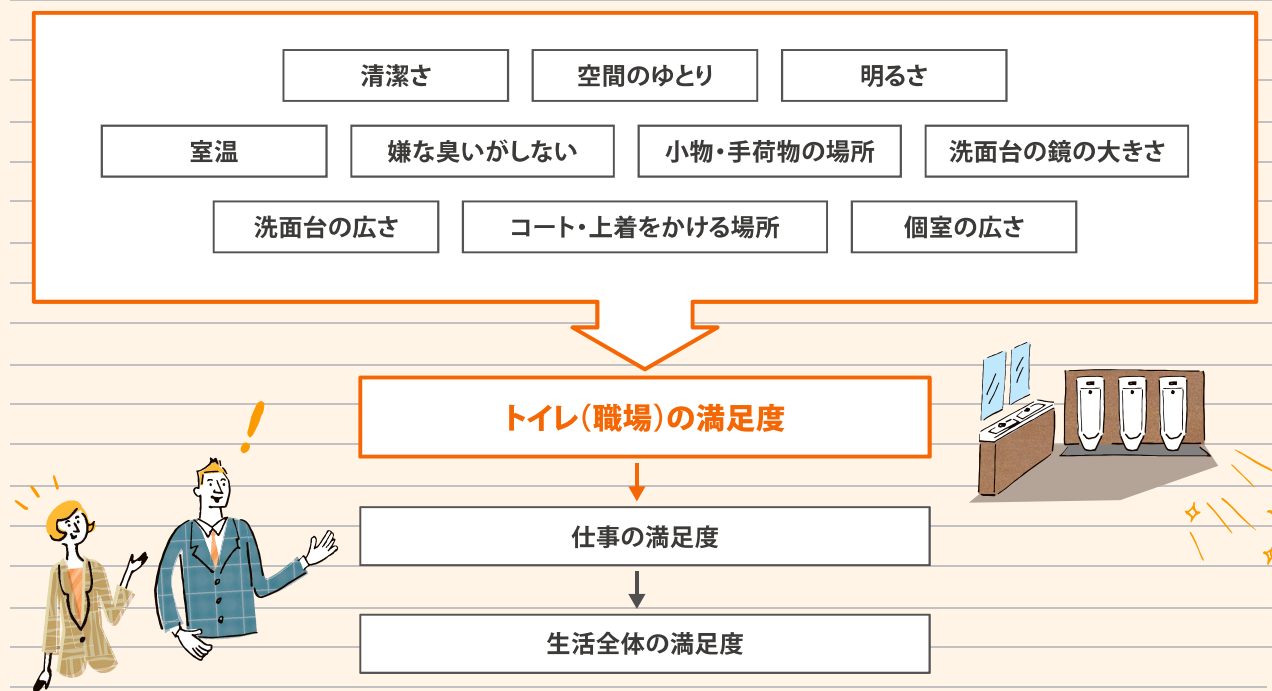 清潔さ
空間のゆとり
明るさ
室温
嫌な臭いがしない
小物・手荷物の場所
洗面台の鏡の大きさ
洗面台の広さ
コート・上着をかける場所
個室の広さ
トイレ(職場)の満足度
仕事の満足度
生活全体の満足度